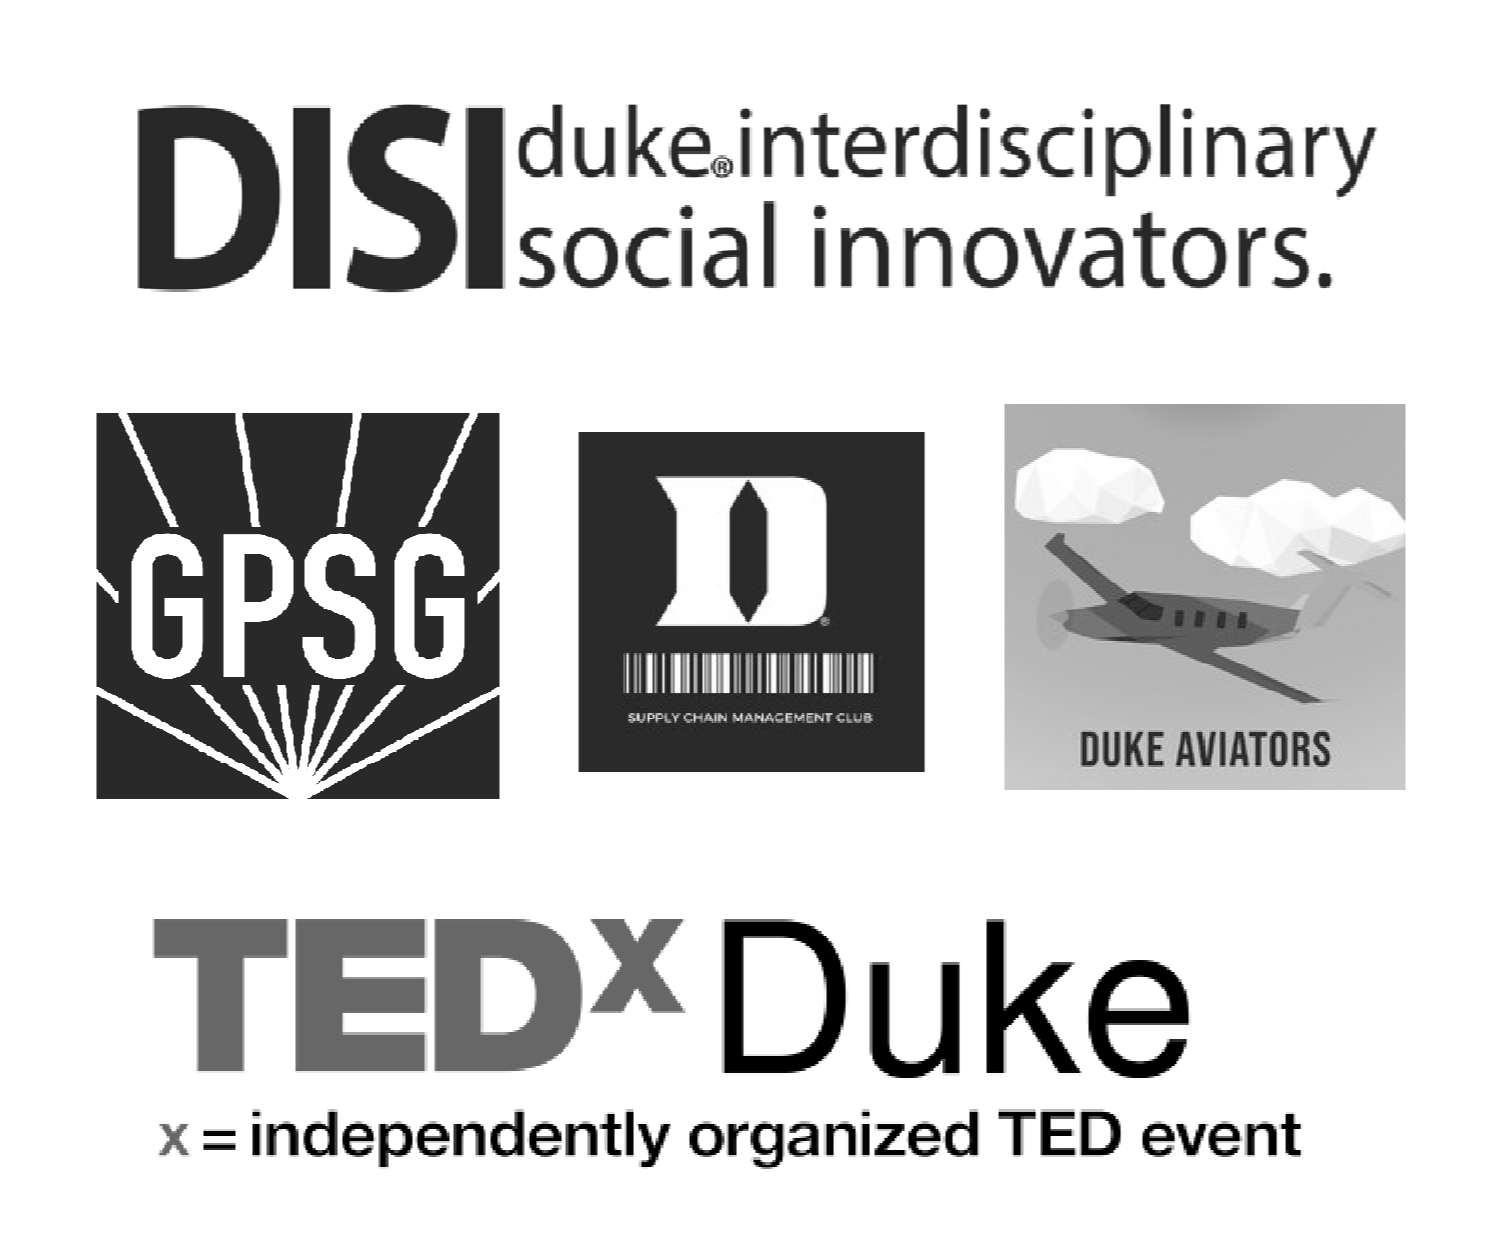 DISI duke® interdisciplinary
social innovators.
GPSG
D®
SUPPLY CHAIN MANAGEMENT CLUB
DUKE AVIATORS
TEDx Duke
x = independently organized TED event